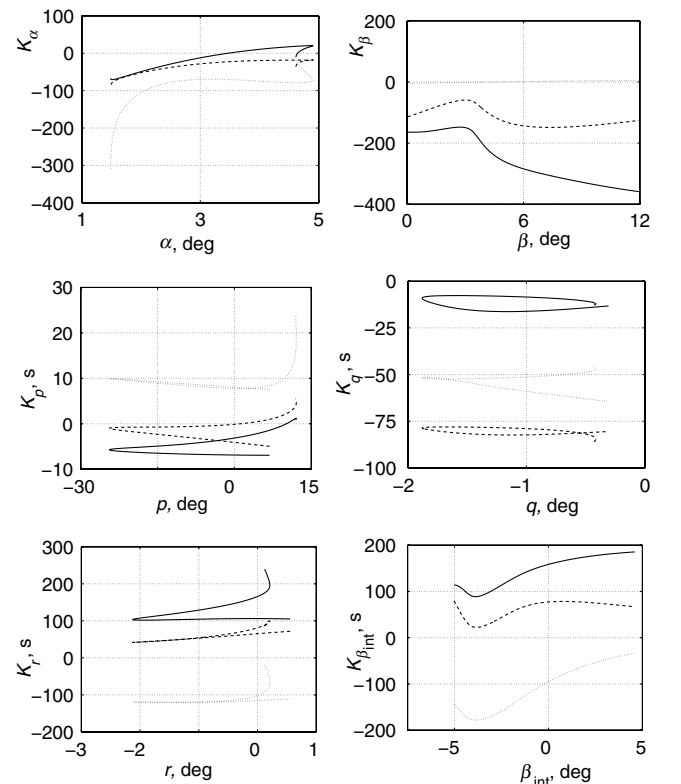 100
0
−100
−200
−300
−400
Kα
1 3 5
α, deg
200
0
−200
−400
Kβ
0 6 12
β, deg
30
20
10
0
−10
Kp, s
−30 0 15
p, deg
0
−25
−50
−75
−100
Kq, s
−2 −1 0
q, deg
300
200
100
0
−100
−200
Kr, s
−3 −2 0 1
r, deg
200
100
0
−100
−200
Kβint, s
−5 0 5
βint, deg